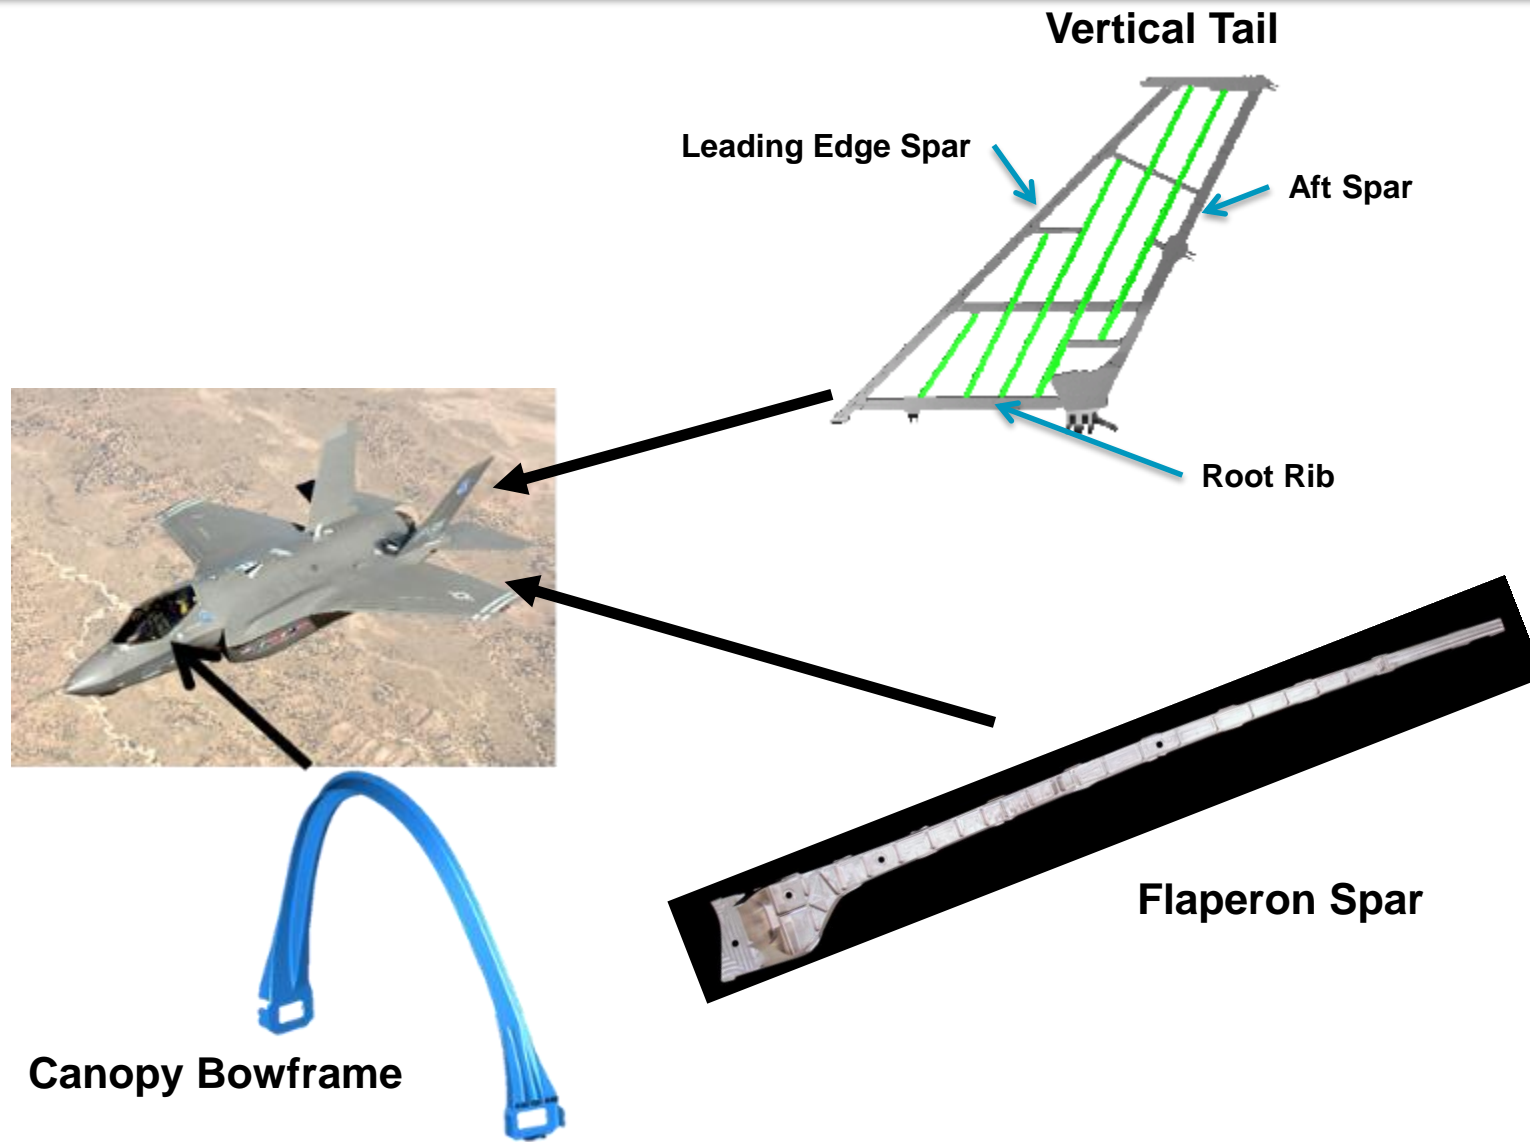 Vertical Tail
Leading Edge Spar
Aft Spar
Root Rib
Flaperon Spar
Canopy Bowframe